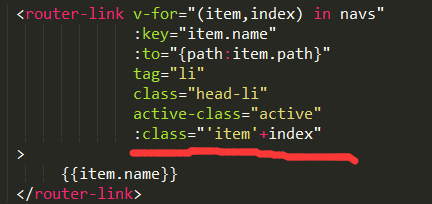 <router-link v-for="(item,index) in navs"
:key="item.name"
:to="{path:item.path}"
tag="li"
class="head-li"
active-class="active"
:class="'item'+index"
>
{{item.name}}
</router-link>